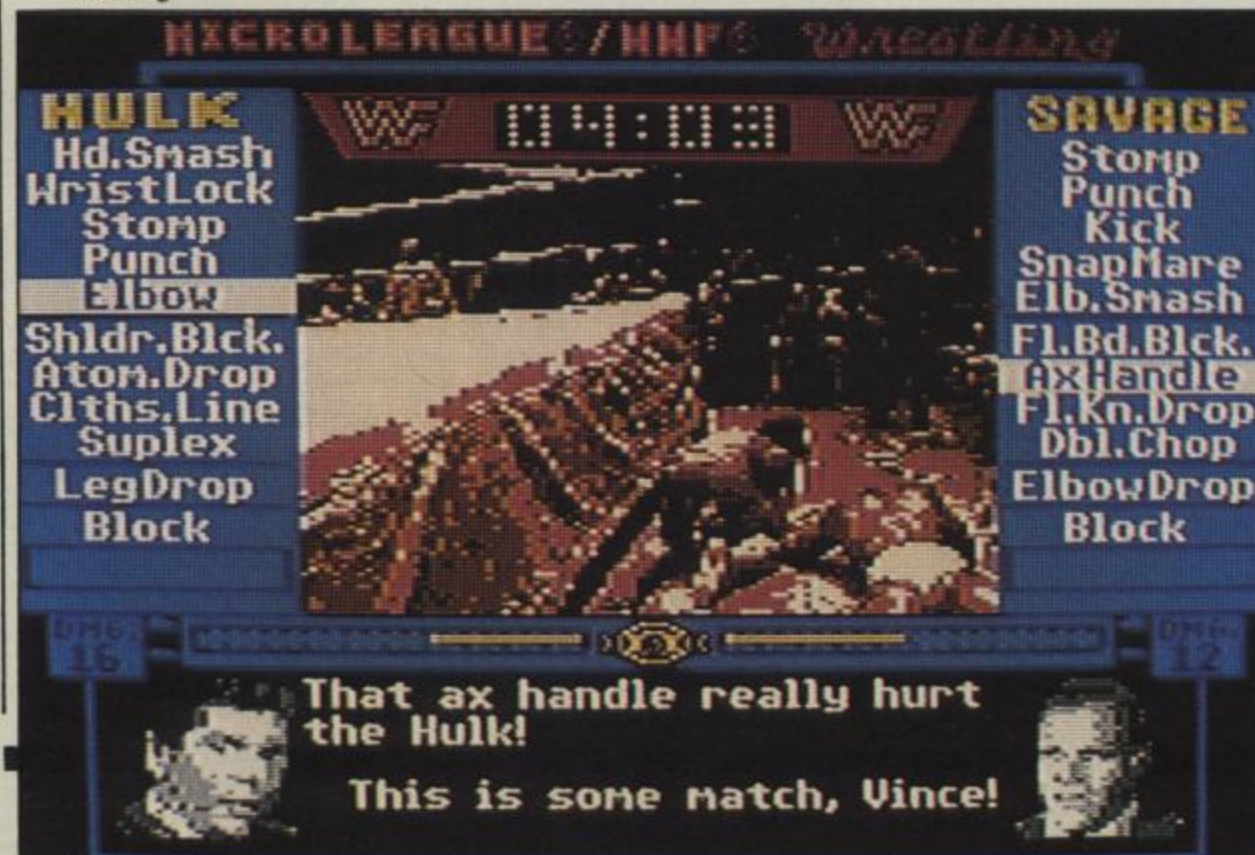 MICROLEAGUE®/WWF® Wrestling
HULK
Hd.Smash
WristLock
Stomp
Punch
Elbow
Shldr.Blck.
Atom.Drop
Clths.Line
Suplex
LegDrop
Block
WF 04:03 WF
SAVAGE
Stomp
Punch
Kick
SnapMare
Elb.Smash
Fl.Bd.Blck.
AxHandle
Fl.Kn.Drop
Dbl.Chop
ElbowDrop
Block
DMG.
16
DMG.
12
That ax handle really hurt
the Hulk!
This is some match, Vince!